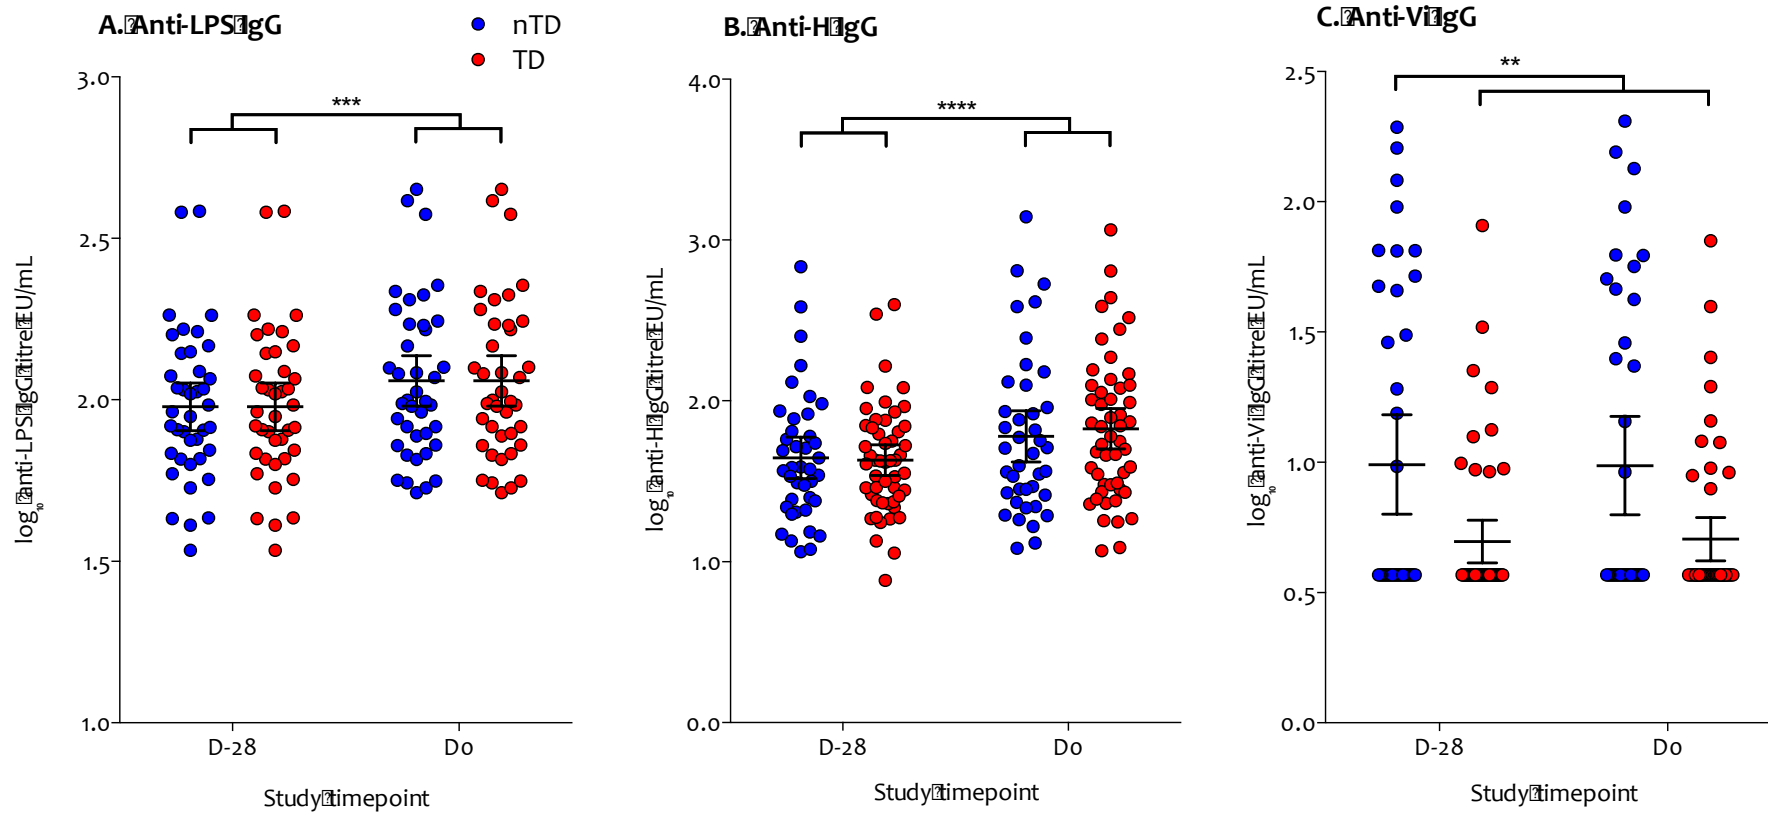 A. Anti-LPS IgG
nTD
TD
3.0
2.5
2.0
1.5
1.0
***
log10 anti-LPS IgG titre EU/mL
D-28
D0
Study timepoint
B. Anti-H IgG
4.0
3.0
2.0
1.0
0.0
****
log10 anti-H IgG titre EU/mL
D-28
D0
Study timepoint
C. Anti-Vi IgG
2.5
2.0
1.5
1.0
0.5
0.0
**
log10 anti-Vi IgG titre EU/mL
D-28
D0
Study timepoint